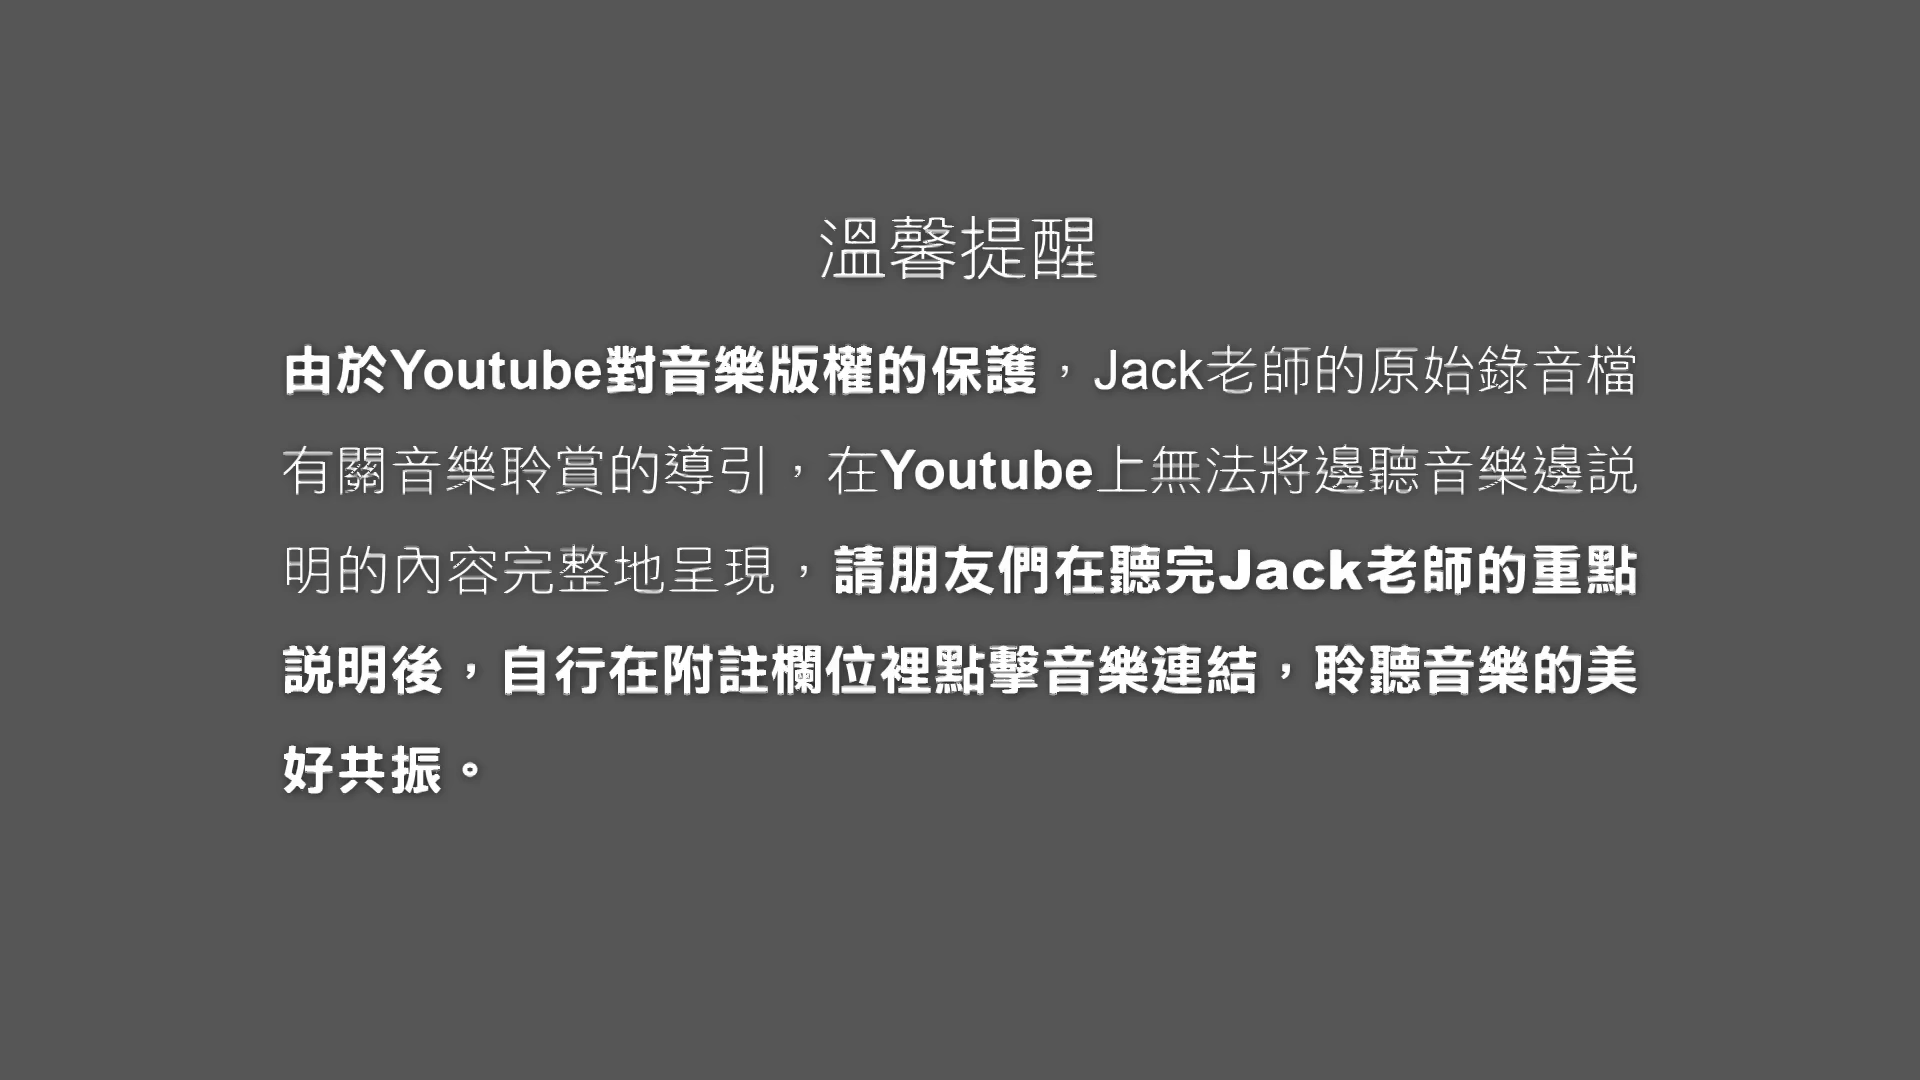 溫馨提醒
由於Youtube對音樂版權的保護，Jack老師的原始錄音檔
有關音樂聆賞的導引，在Youtube上無法將邊聽音樂邊說
明的內容完整地呈現，請朋友們在聽完Jack老師的重點
說明後，自行在附註欄位裡點擊音樂連結，聆聽音樂的美
好共振。